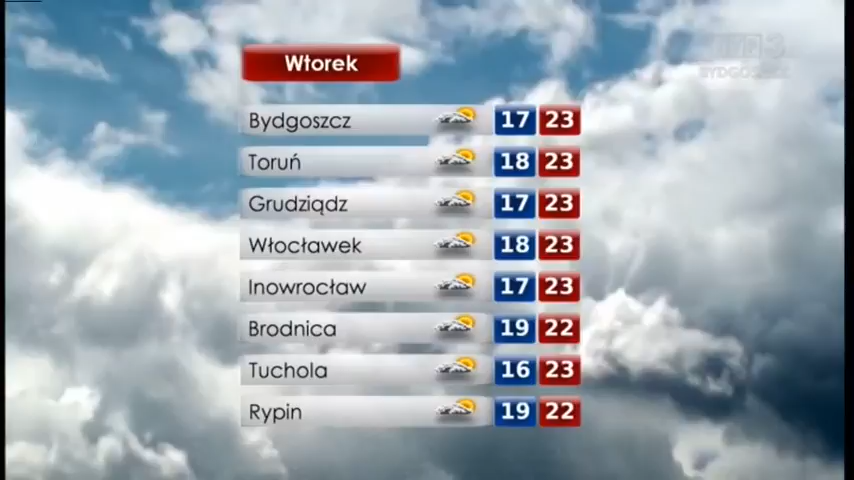 Wtorek
BYDGOSZCZ
Bydgoszcz 17 23
Toruń 18 23
Grudziądz 17 23
Włocławek 18 23
Inowrocław 17 23
Brodnica 19 22
Tuchola 16 23
Rypin 19 22